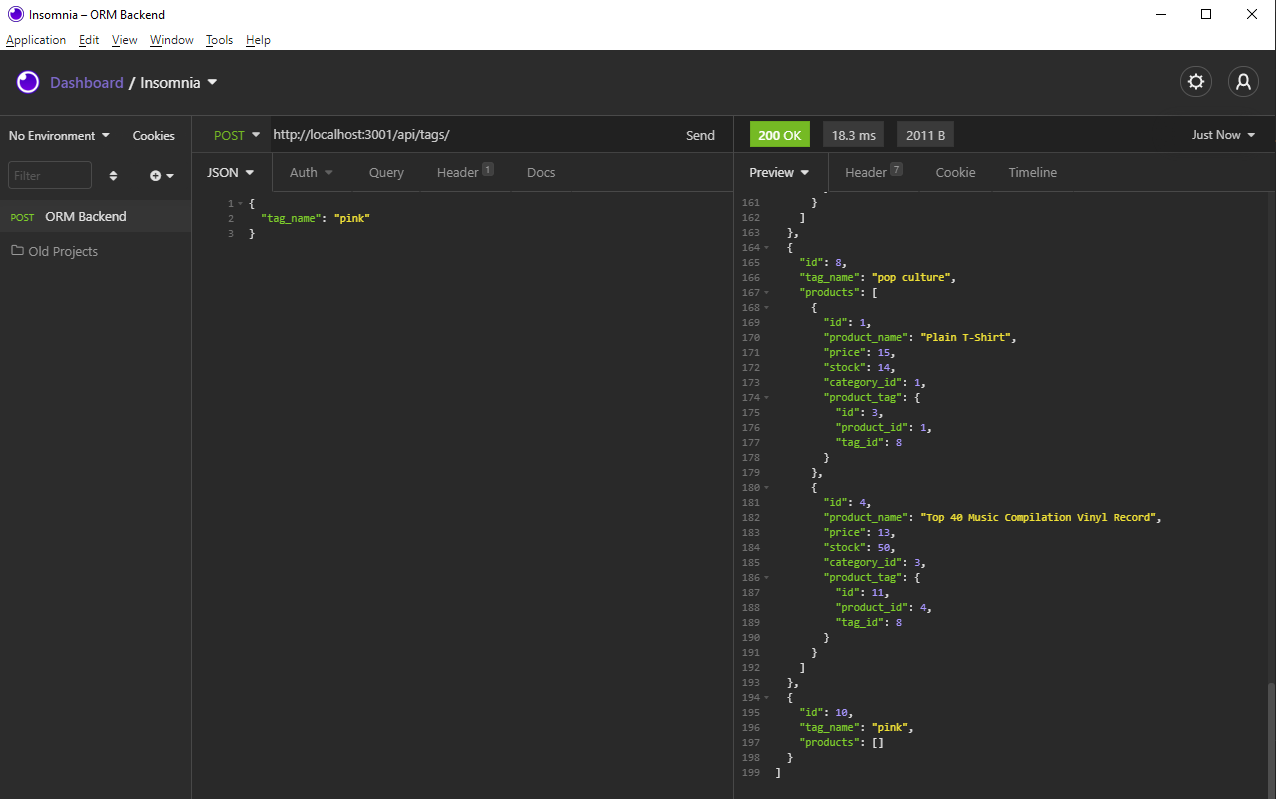 Insomnia – ORM Backend
Application Edit View Window Tools Help
Dashboard / Insomnia
No Environment Cookies
POST http://localhost:3001/api/tags/ Send
200 OK 18.3 ms 2011 B Just Now
Filter
JSON Auth Query Header 1 Docs
Preview Header 7 Cookie Timeline
POST ORM Backend
Old Projects
1 {
2 "tag_name": "pink"
3 }
161 }
162 ]
163 },
164 {
165 "id": 8,
166 "tag_name": "pop culture",
167 "products": [
168 {
169 "id": 1,
170 "product_name": "Plain T-Shirt",
171 "price": 15,
172 "stock": 14,
173 "category_id": 1,
174 "product_tag": {
175 "id": 3,
176 "product_id": 1,
177 "tag_id": 8
178 }
179 },
180 {
181 "id": 4,
182 "product_name": "Top 40 Music Compilation Vinyl Record",
183 "price": 13,
184 "stock": 50,
185 "category_id": 3,
186 "product_tag": {
187 "id": 11,
188 "product_id": 4,
189 "tag_id": 8
190 }
191 }
192 ]
193 },
194 {
195 "id": 10,
196 "tag_name": "pink",
197 "products": []
198 }
199 ]